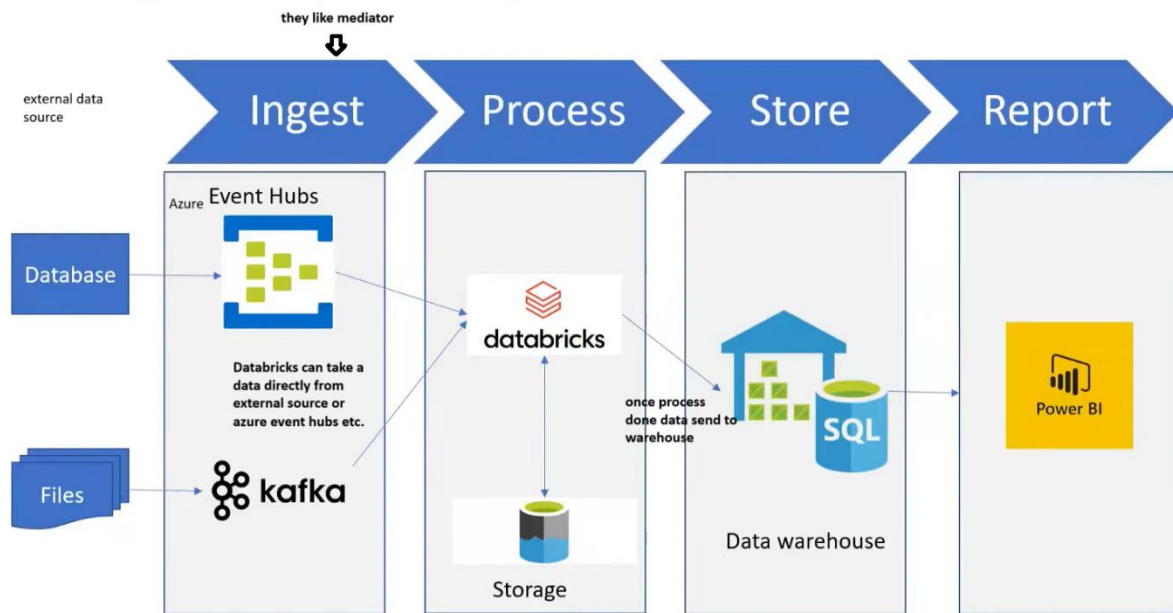 they like mediator
external data
source
Ingest
Process
Store
Report
Azure Event Hubs
Database
databricks
Databricks can take a
data directly from
external source or
azure event hubs etc.
once process
done data send to
warehouse
SQL
Power BI
Files
kafka
Data warehouse
Storage